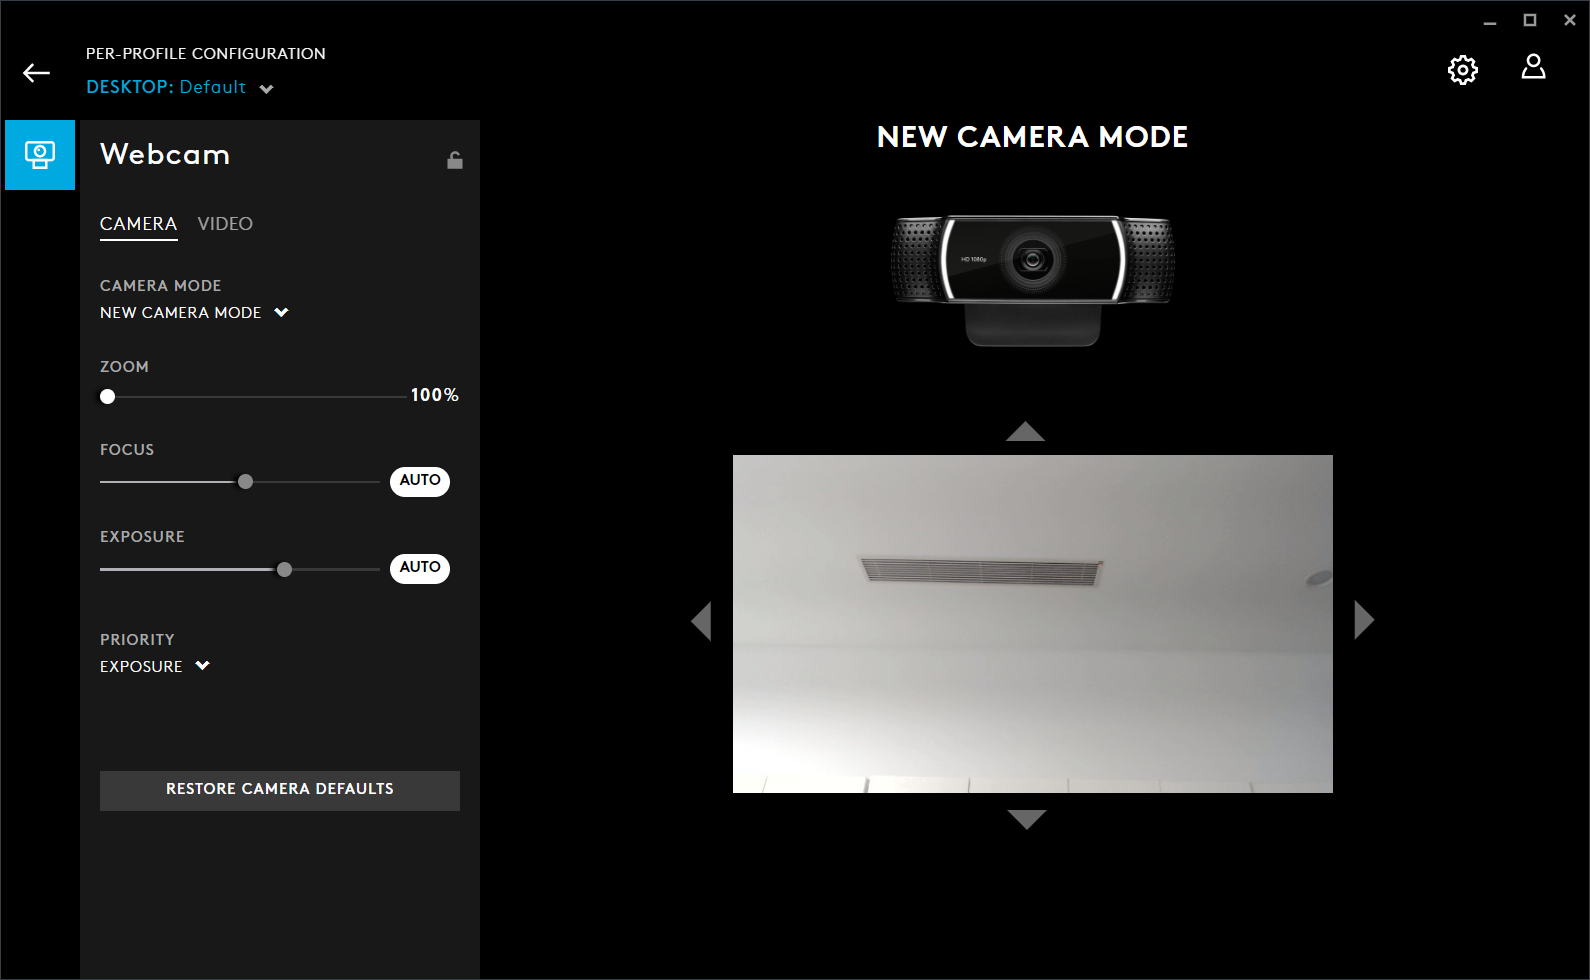 PER-PROFILE CONFIGURATION
DESKTOP: Default
Webcam
CAMERA VIDEO
CAMERA MODE
NEW CAMERA MODE
ZOOM
100%
FOCUS
AUTO
EXPOSURE
AUTO
PRIORITY
EXPOSURE
RESTORE CAMERA DEFAULTS
NEW CAMERA MODE
HD 1080p